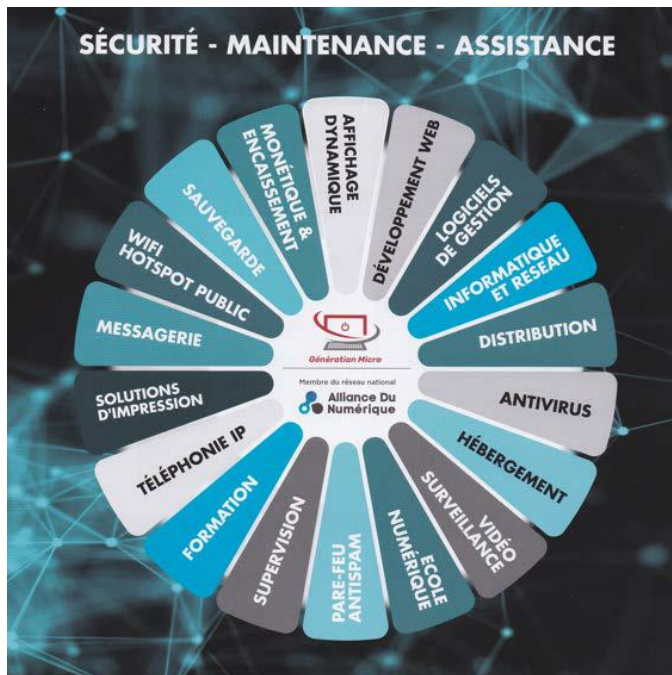 SÉCURITÉ - MAINTENANCE - ASSISTANCE
AFFICHAGE
DYNAMIQUE
DÉVELOPPEMENT WEB
LOGICIELS
DE GESTION
INFORMATIQUE
ET RESEAU
DISTRIBUTION
ANTIVIRUS
HÉBERGEMENT
VIDÉO
SURVEILLANCE
ECOLE
NUMÉRIQUE
PARE-FEU
ANTISPAM
SUPERVISION
FORMATION
TÉLÉPHONIE IP
SOLUTIONS
D'IMPRESSION
MESSAGERIE
WIFI
HOTSPOT PUBLIC
SAUVEGARDE
MONÉTIQUE &
ENCAISSEMENT
Génération Micro
Membre du réseau national
Alliance Du
Numérique